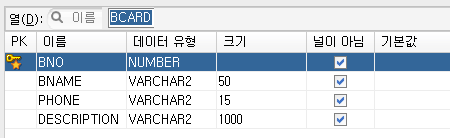 열(D): 이름 BCARD
PK 이름 데이터 유형 크기 널이 아님 기본값
BNO NUMBER
BNAME VARCHAR2 50
PHONE VARCHAR2 15
DESCRIPTION VARCHAR2 1000